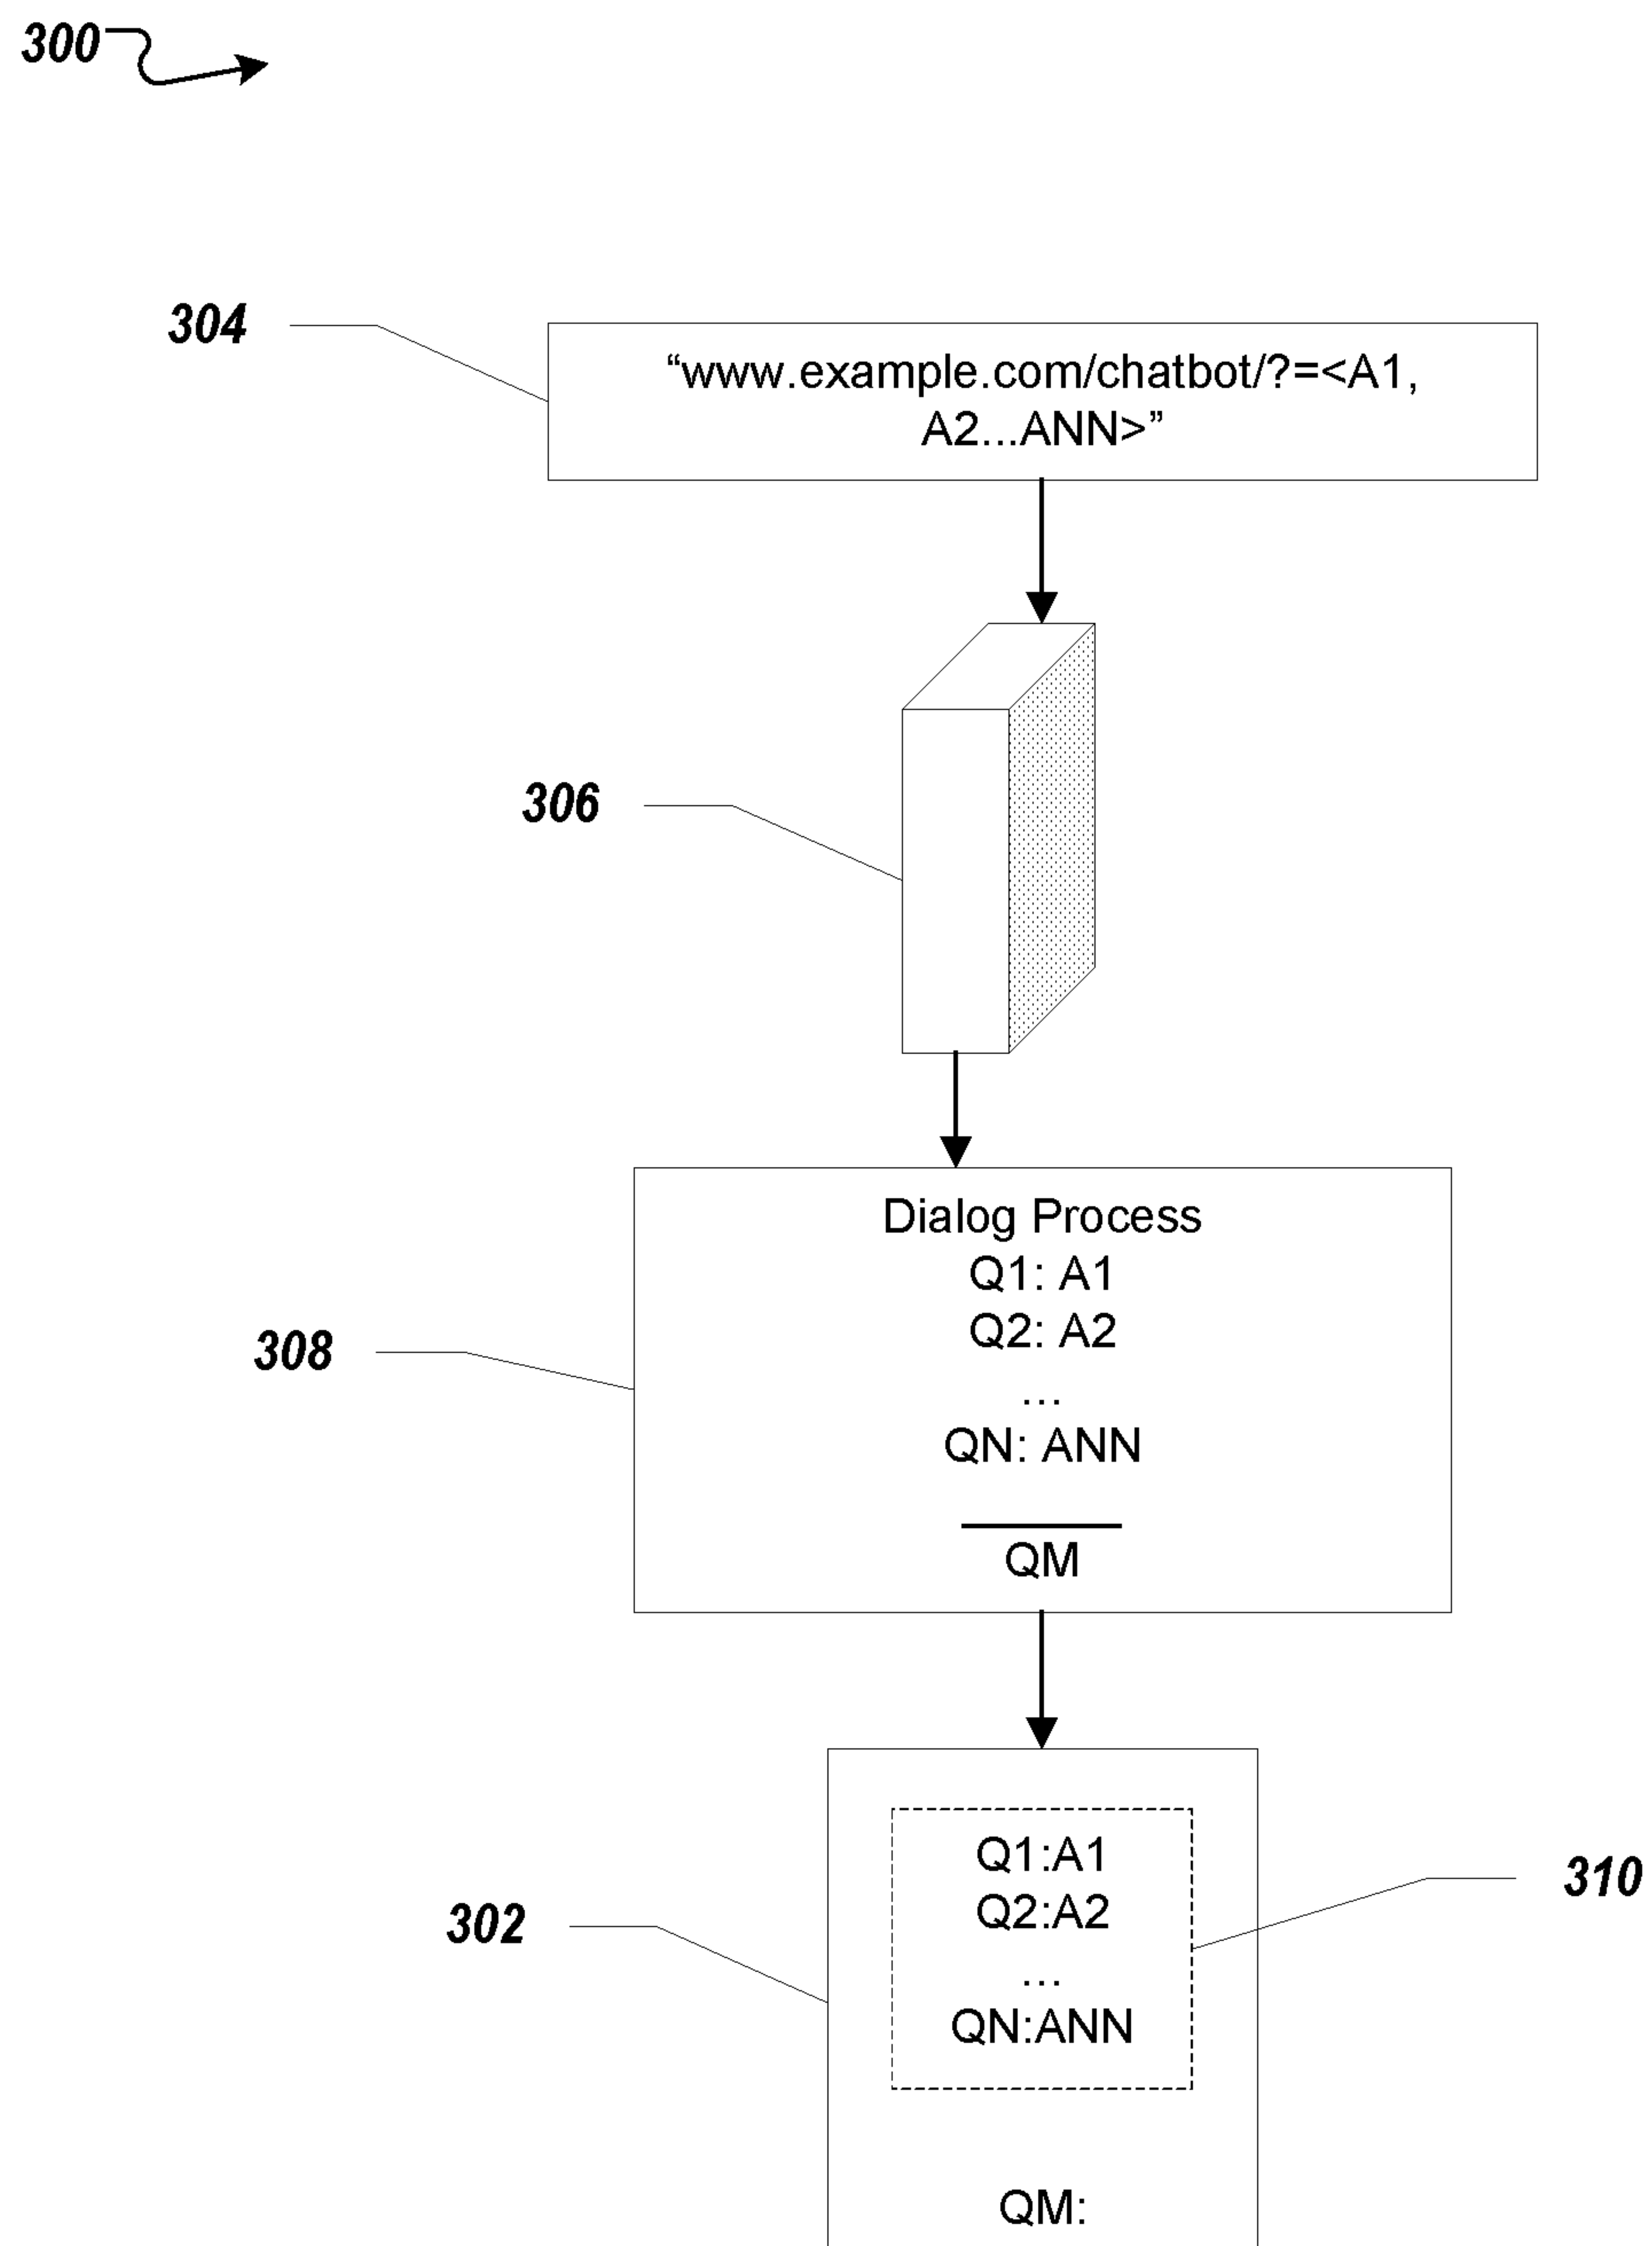 300
304
“www.example.com/chatbot/?=<A1,
A2...ANN>”
306
Dialog Process
Q1: A1
Q2: A2
...
QN: ANN
QM
308
Q1:A1
Q2:A2
...
QN:ANN
310
302
QM: